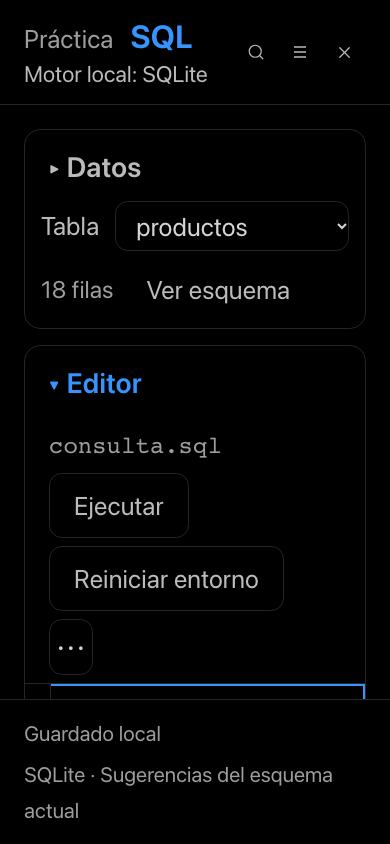 Práctica SQL
Motor local: SQLite
Datos
Tabla productos
18 filas Ver esquema
Editor
consulta.sql
Ejecutar
Reiniciar entorno
...
Guardado local
SQLite · Sugerencias del esquema
actual